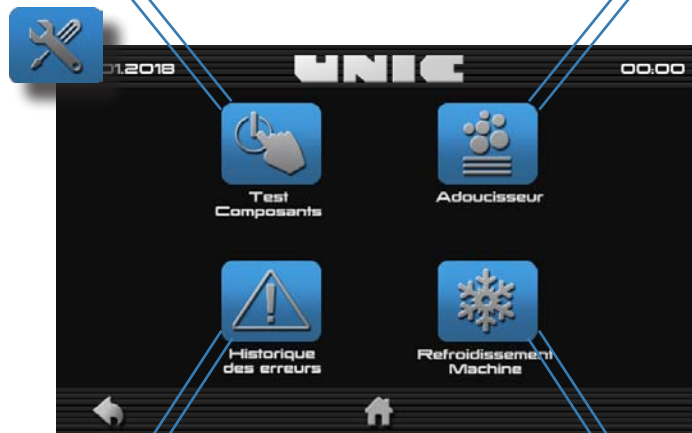 01.2018
UNIC
00:00
Test
Composants
Adoucisseur
Historique
des erreurs
Refroidissement
Machine